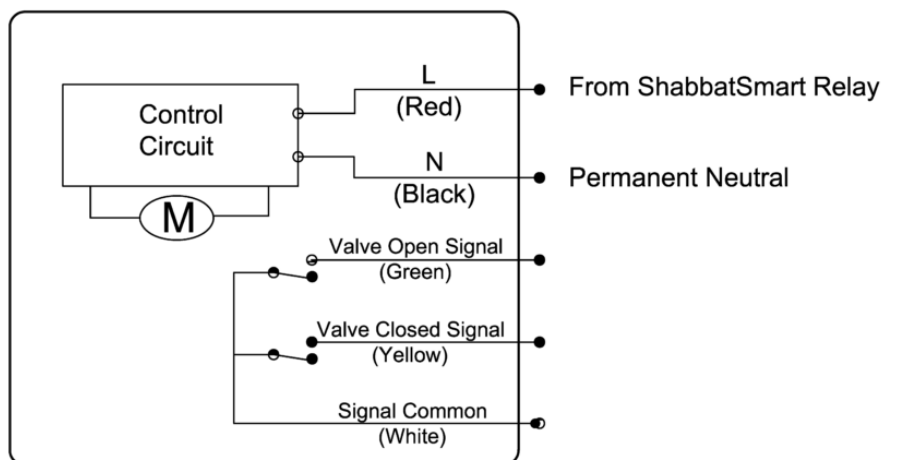 Control
Circuit
M
L
(Red)
From ShabbatSmart Relay
N
(Black)
Permanent Neutral
Valve Open Signal
(Green)
Valve Closed Signal
(Yellow)
Signal Common
(White)